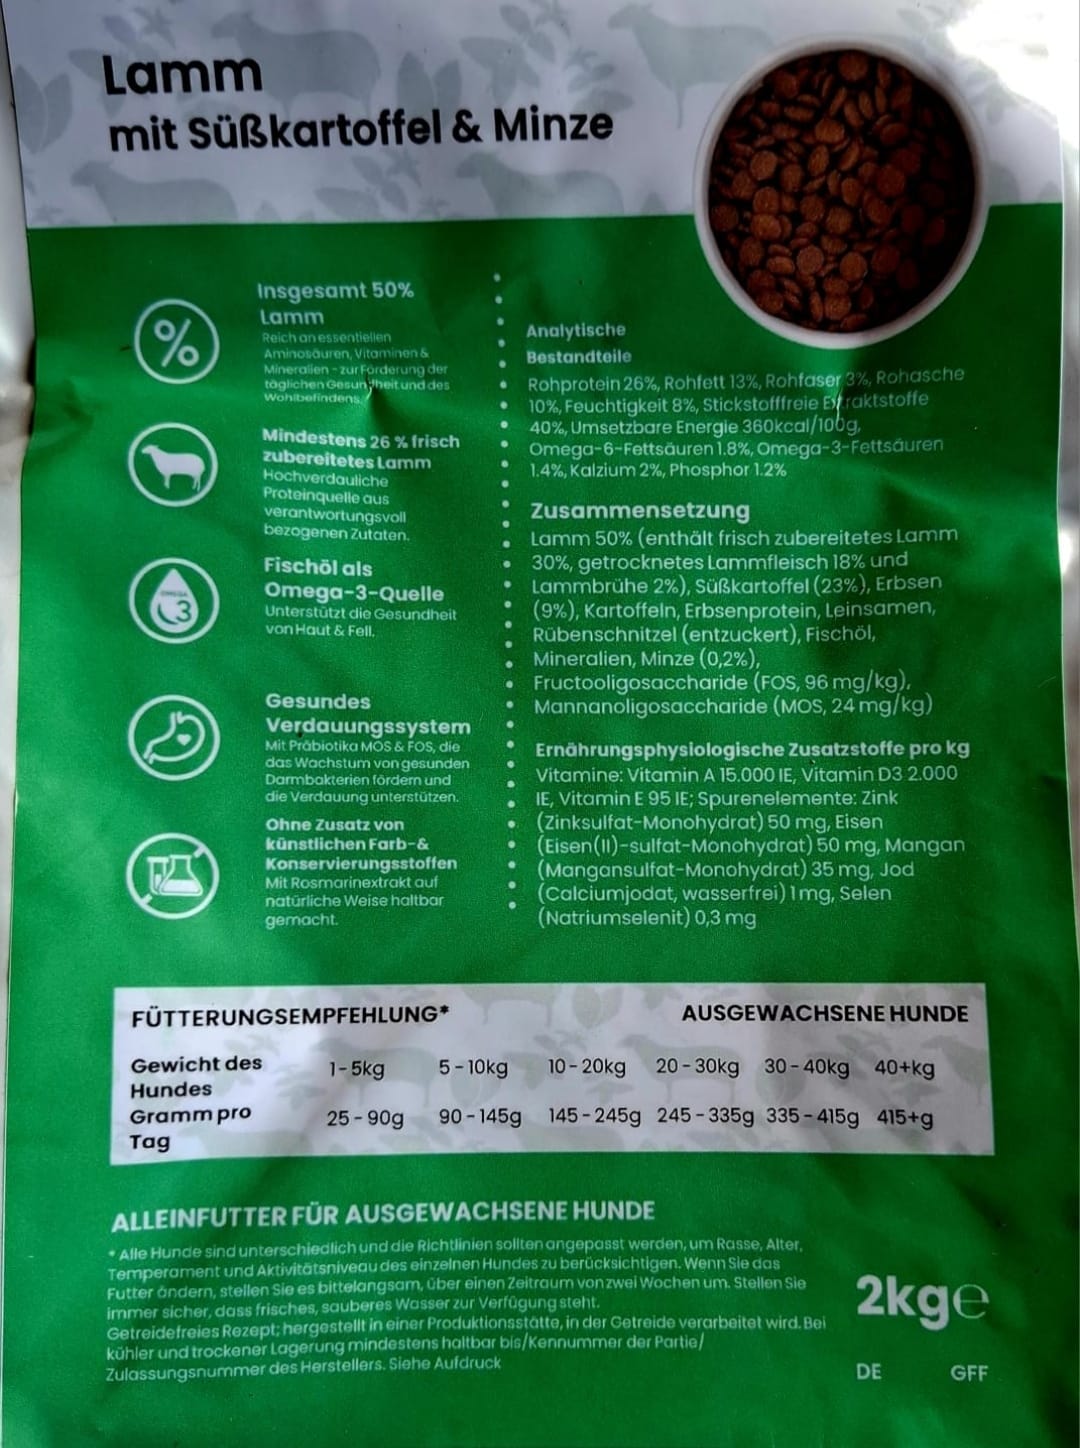 Lamm
mit Süßkartoffel & Minze
%
Insgesamt 50%
Lamm
Reich an essentiellen
Aminosäuren, Vitaminen &
Mineralien - zur Förderung der
täglichen Gesundheit und des
Wohlbefindens
Mindestens 26 % frisch
zubereitetes Lamm
Hochverdauliche
Proteinquelle aus
verantwortungsvoll
bezogenen Zutaten.
OMEGA
3
Fischöl als
Omega-3-Quelle
Unterstützt die Gesundheit
von Haut & Fell.
Gesundes
Verdauungssystem
Mit Präbiotika MOS & FOS, die
das Wachstum von gesunden
Darmbakterien fördern und
die Verdauung unterstützen.
Ohne Zusatz von
künstlichen Farb-&
Konservierungsstoffen
Mit Rosmarinextrakt auf
natürliche Weise haltbar
gemacht.
Analytische
Bestandteile
Rohprotein 26%, Rohfett 13%, Rohfaser 3%, Rohasche
10%, Feuchtigkeit 8%, Stickstofffreie Extraktstoffe
40%, Umsetzbare Energie 360kcal/100g,
Omega-6-Fettsäuren 1.8%, Omega-3-Fettsäuren
1.4%, Kalzium 2%, Phosphor 1.2%
Zusammensetzung
Lamm 50% (enthält frisch zubereitetes Lamm
30%, getrocknetes Lammfleisch 18% und
Lammbrühe 2%), Süßkartoffel (23%), Erbsen
(9%), Kartoffeln, Erbsenprotein, Leinsamen,
Rübenschnitzel (entzuckert), Fischöl,
Mineralien, Minze (0,2%),
Fructooligosaccharide (FOS, 96 mg/kg),
Mannanoligosaccharide (MOS, 24 mg/kg)
Ernährungsphysiologische Zusatzstoffe pro kg
Vitamine: Vitamin A 15.000 IE, Vitamin D3 2.000
IE, Vitamin E 95 IE; Spurenelemente: Zink
(Zinksulfat-Monohydrat) 50 mg, Eisen
(Eisen(II)-sulfat-Monohydrat) 50 mg, Mangan
(Mangansulfat-Monohydrat) 35 mg, Jod
(Calciumjodat, wasserfrei) 1 mg, Selen
(Natriumselenit) 0,3 mg
FÜTTERUNGSEMPFEHLUNG* AUSGEWACHSENE HUNDE
Gewicht des
Hundes 1-5kg 5-10kg 10-20kg 20-30kg 30-40kg 40+kg
Gramm pro
Tag 25-90g 90-145g 145-245g 245-335g 335-415g 415+g
ALLEINFUTTER FÜR AUSGEWACHSENE HUNDE
* Alle Hunde sind unterschiedlich und die Richtlinien sollten angepasst werden, um Rasse, Alter,
Temperament und Aktivitätsniveau des einzelnen Hundes zu berücksichtigen. Wenn Sie das
Futter ändern, stellen Sie es bitte langsam, über einen Zeitraum von zwei Wochen um. Stellen Sie
immer sicher, dass frisches, sauberes Wasser zur Verfügung steht.
Getreidefreies Rezept; hergestellt in einer Produktionsstätte, in der Getreide verarbeitet wird. Bei
kühler und trockener Lagerung mindestens haltbar bis/Kennummer der Partie/
Zulassungsnummer des Herstellers. Siehe Aufdruck
2kg℮
DE GFF